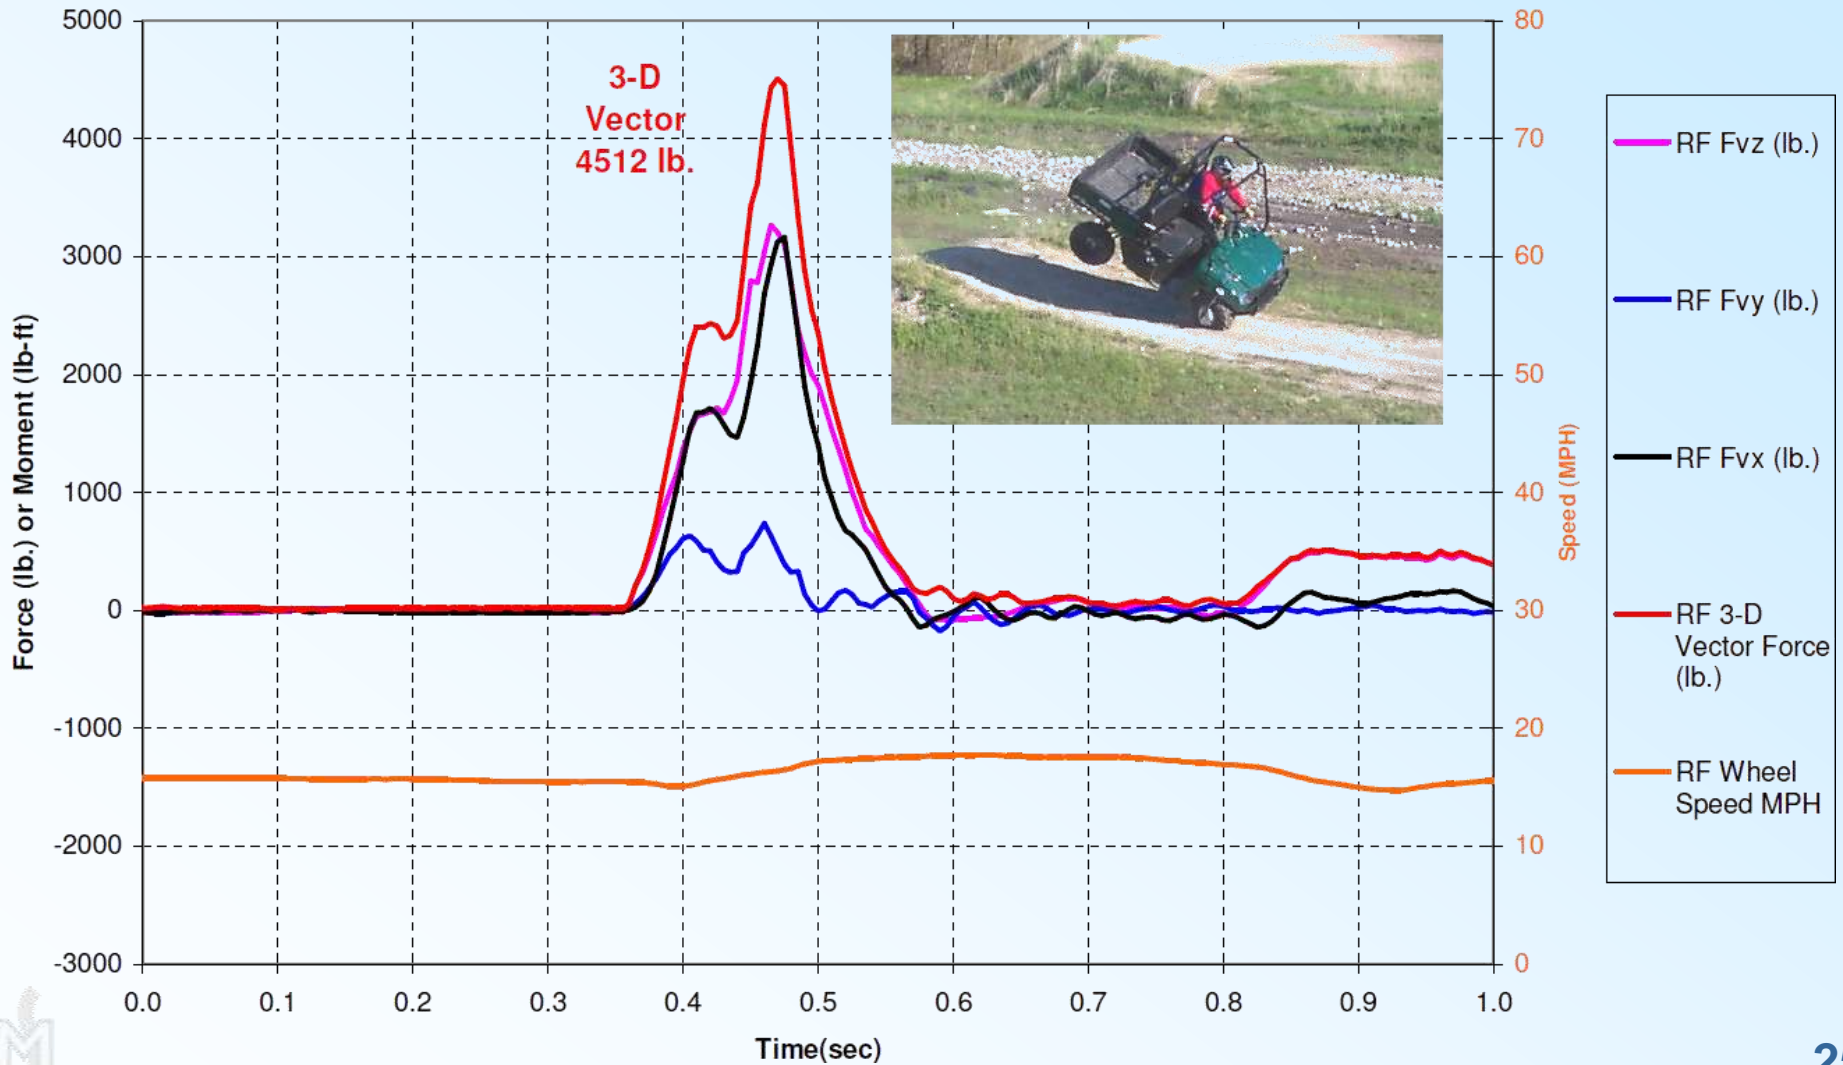 5000
4000
3000
2000
1000
0
-1000
-2000
-3000
Force (lb.) or Moment (lb-ft)
3-D
Vector
4512 lb.
80
70
60
50
40
30
20
10
0
Speed (MPH)
0.0 0.1 0.2 0.3 0.4 0.5 0.6 0.7 0.8 0.9 1.0
Time(sec)
RF Fvz (lb.)
RF Fvy (lb.)
RF Fvx (lb.)
RF 3-D
Vector Force
(lb.)
RF Wheel
Speed MPH
M